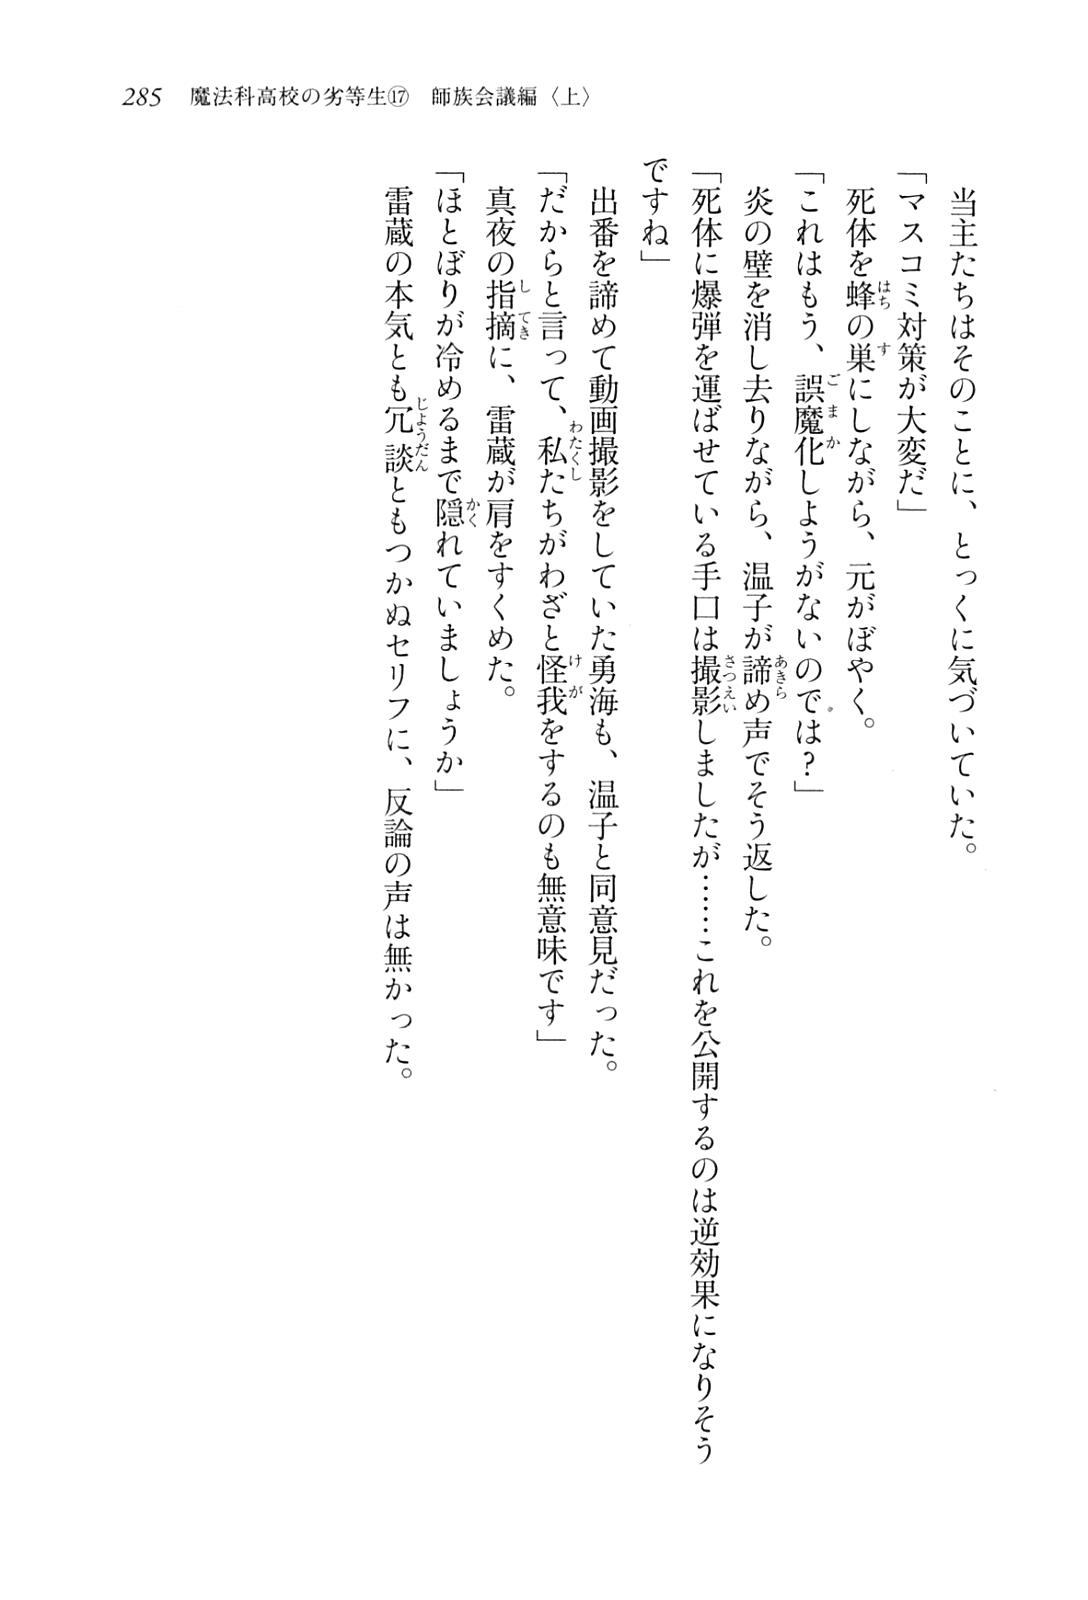 285 魔法科高校の劣等生⑰ 師族会議編〈上〉
当主たちはそのことに、とっくに気づいていた。
「マスコミ対策が大変だ」
死体を蜂の巣にしながら、元がぼやく。
「これはもう、誤魔化しようがないのでは？」
炎の壁を消し去りながら、温子が諦め声でそう返した。
「死体に爆弾を運ばせている手口は撮影しましたが……これを公開するのは逆効果になりそう
ですね」
出番を諦めて動画撮影をしていた勇海も、温子と同意見だった。
「だからと言って、私たちがわざと怪我をするのも無意味です」
真夜の指摘に、雷蔵が肩をすくめた。
「ほとぼりが冷めるまで隠れていましょうか」
雷蔵の本気とも冗談ともつかぬセリフに、反論の声は無かった。